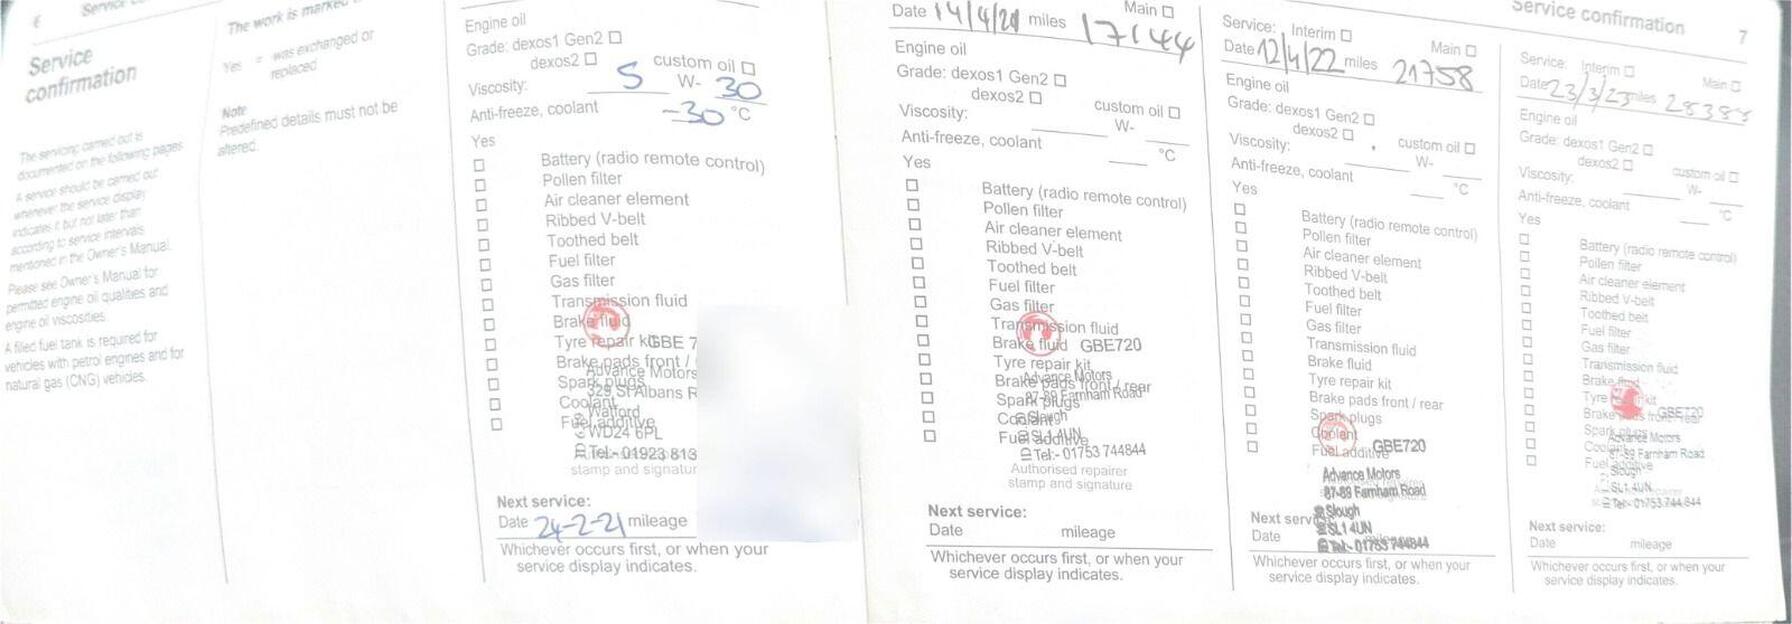 6
Service
Service
confirmation
The servicing carried out is
documented on the following pages.
A service should be carried out
whenever the service display
indicates it but not later than
according to service intervals
mentioned in the Owner's Manual.
Please see Owner's Manual for
permitted engine oil qualities and
engine oil viscosities.
A filled fuel tank is required for
vehicles with petrol engines and for
natural gas (CNG) vehicles.
The work is marked
Yes = was exchanged or
replaced
Note
Predefined details must not be
altered.
Engine oil
Grade: dexos1 Gen2
dexos2 custom oil
Viscosity: 5 W- 30
Anti-freeze, coolant -30 °C
Yes
Battery (radio remote control)
Pollen filter
Air cleaner element
Ribbed V-belt
Toothed belt
Fuel filter
Gas filter
Transmission fluid
Brake fluid
Tyre repair kit GBE 7
Brake pads front /
Advance Motors
Spark plugs
329 St Albans R
Coolant
Watford
Fuel additive
WD24 6PL
Tel:- 01923 813
stamp and signatur
Next service:
Date 24-2-21 mileage
Whichever occurs first, or when your
service display indicates.
Main
Date 14/4/21 miles 17144
Engine oil
Grade: dexos1 Gen2
dexos2 custom oil
Viscosity: W-
Anti-freeze, coolant °C
Yes
Battery (radio remote control)
Pollen filter
Air cleaner element
Ribbed V-belt
Toothed belt
Fuel filter
Gas filter
Transmission fluid
Brake fluid GBE720
Tyre repair kit
Advance Motors
Brake pads front / rear
87-89 Farnham Road
Spark plugs
Slough
Coolant
SL1 4UN
Fuel additive
Tel:- 01753 744844
Authorised repairer
stamp and signature
Next service:
Date mileage
Whichever occurs first, or when your
service display indicates.
Service: Interim Main
Date 12/4/22 miles 21758
Engine oil
Grade: dexos1 Gen2
dexos2 custom oil
Viscosity: W-
Anti-freeze, coolant °C
Yes
Battery (radio remote control)
Pollen filter
Air cleaner element
Ribbed V-belt
Toothed belt
Fuel filter
Gas filter
Transmission fluid
Brake fluid
Tyre repair kit
Brake pads front / rear
Spark plugs
Coolant
Fuel additive GBE720
Advance Motors
87-89 Farnham Road
Slough
Next service:
SL1 4UN
Date
Tel:- 01753 744844
Whichever occurs first, or when your
service display indicates.
Service confirmation 7
Service: Interim Main
Date 23/3/23 miles
Engine oil
Grade: dexos1 Gen2
dexos2 custom oil
Viscosity: W-
Anti-freeze, coolant °C
Yes
Battery (radio remote control)
Pollen filter
Air cleaner element
Ribbed V-belt
Toothed belt
Fuel filter
Gas filter
Transmission fluid
Brake fluid
Tyre repair kit
Brake pads front / rear GBE720
Spark plugs
Advance Motors
Coolant
87-89 Farnham Road
Fuel additive
Slough
SL1 4UN
Tel:- 01753 744 844
Next service:
Date mileage
Whichever occurs first, or when your
service display indicates.